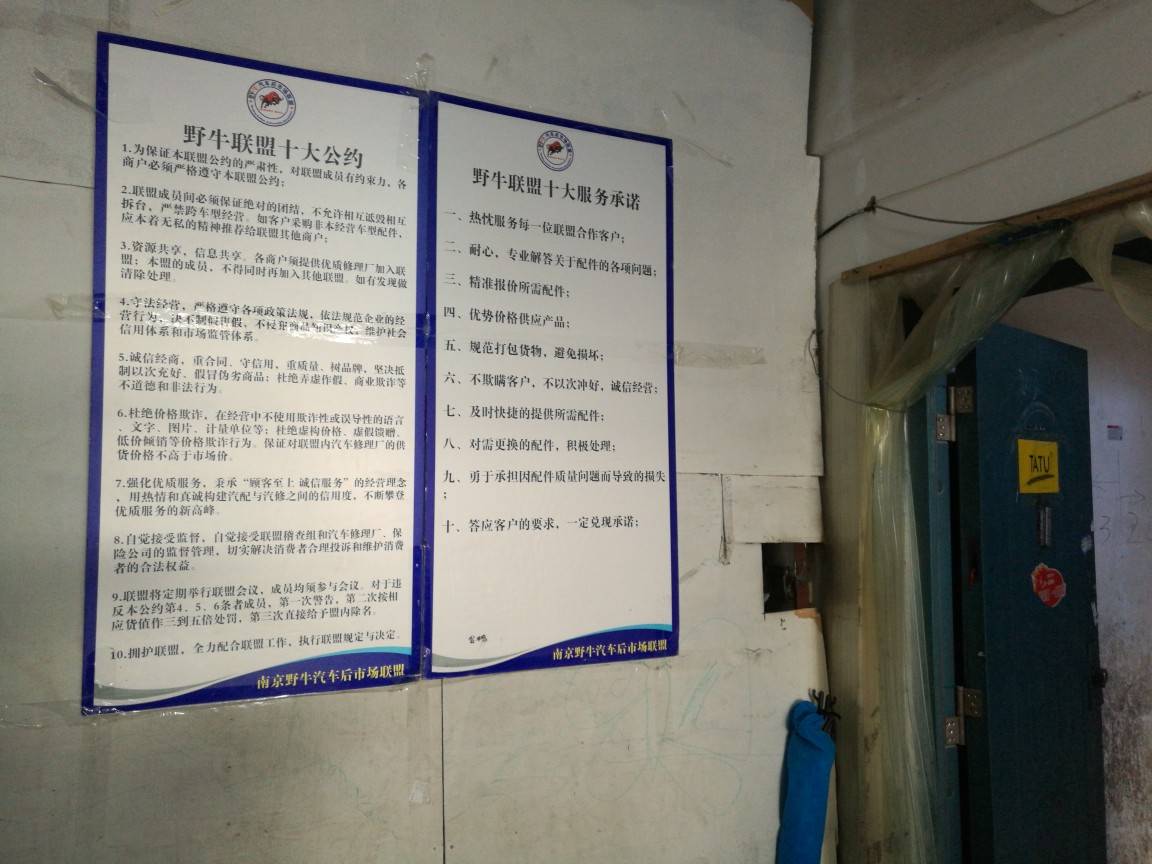 野牛联盟十大公约
1.为保证本联盟公约的严肃性，对联盟成员有约束力，各
商户必须严格遵守本联盟公约；
2.联盟成员间必须保证绝对的团结，不允许相互诋毁相互
拆台，严禁跨车型经营。如客户采购非本经营车型配件，
应本着无私的精神推荐给联盟其他商户；
3.资源共享，信息共享。各商户须提供优质修理厂加入联
盟；本盟的成员，不得同时再加入其他联盟。如有发现做
清除处理。
4.守法经营，严格遵守各项政策法规，依法规范企业的经
营行为，决不制假售假、不侵犯商品知识产权，维护社会
信用体系和市场监管体系。
5.诚信经商，重合同、守信用，重质量、树品牌，坚决抵
制以次充好、假冒伪劣商品；杜绝弄虚作假、商业欺诈等
不道德和非法行为。
6.杜绝价格欺诈，在经营中不使用欺诈性或误导性的语言
、文字、图片、计量单位等；杜绝虚构价格、虚假馈赠、
低价倾销等价格欺诈行为。保证对联盟内汽车修理厂的供
货价格不高于市场价。
7.强化优质服务，秉承“顾客至上 诚信服务”的经营理念
，用热情和真诚构建汽配与汽修之间的信用度，不断攀登
优质服务的新高峰。
8.自觉接受监督，自觉接受联盟稽查组和汽车修理厂、保
险公司的监督管理，切实解决消费者合理投诉和维护消费
者的合法权益。
9.联盟将定期举行联盟会议，成员均须参与会议。对于违
反本公约第4、5、6条者成员，第一次警告，第二次按相
应货值作三到五倍处罚，第三次直接给予盟内除名。
10.拥护联盟，全力配合联盟工作，执行联盟规定与决定。
南京野牛汽车后市场联盟
野牛联盟十大服务承诺
一、热忱服务每一位联盟合作客户；
二、耐心，专业解答关于配件的各项问题；
三、精准报价所需配件；
四、优势价格供应产品；
五、规范打包货物，避免损坏；
六、不欺瞒客户，不以次冲好，诚信经营；
七、及时快捷的提供所需配件；
八、对需更换的配件，积极处理；
九、勇于承担因配件质量问题而导致的损失
；
十、答应客户的要求，一定兑现承诺；
南京野牛汽车后市场联盟
TATU